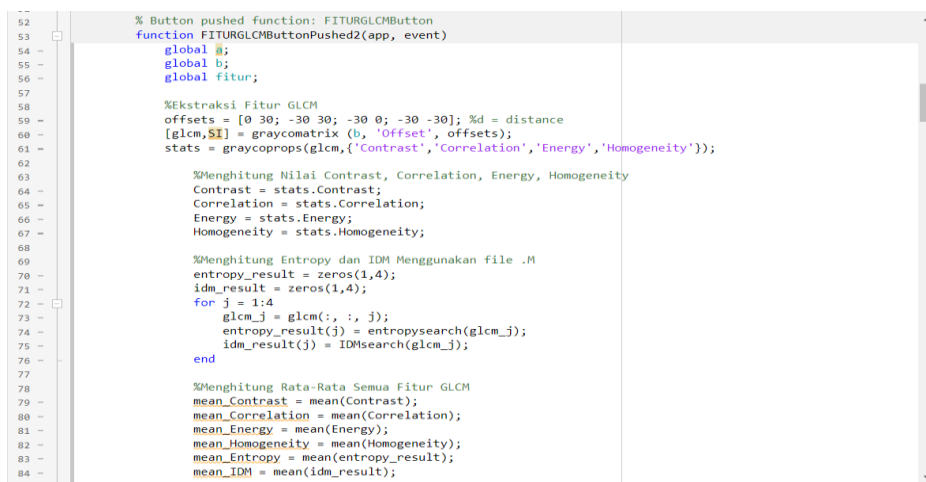 52 % Button pushed function: FITURGLCMButton
53 function FITURGLCMButtonPushed2(app, event)
54 - global a;
55 - global b;
56 - global fitur;
57
58 %Ekstraksi Fitur GLCM
59 - offsets = [0 30; -30 30; -30 0; -30 -30]; %d = distance
60 - [glcm,SI] = graycomatrix (b, 'Offset', offsets);
61 - stats = graycoprops(glcm,{'Contrast','Correlation','Energy','Homogeneity'});
62
63 %Menghitung Nilai Contrast, Correlation, Energy, Homogeneity
64 - Contrast = stats.Contrast;
65 - Correlation = stats.Correlation;
66 - Energy = stats.Energy;
67 - Homogeneity = stats.Homogeneity;
68
69 %Menghitung Entropy dan IDM Menggunakan file .M
70 - entropy_result = zeros(1,4);
71 - idm_result = zeros(1,4);
72 - for j = 1:4
73 - glcm_j = glcm(:, :, j);
74 - entropy_result(j) = entropysearch(glcm_j);
75 - idm_result(j) = IDMsearch(glcm_j);
76 - end
77
78 %Menghitung Rata-Rata Semua Fitur GLCM
79 - mean_Contrast = mean(Contrast);
80 - mean_Correlation = mean(Correlation);
81 - mean_Energy = mean(Energy);
82 - mean_Homogeneity = mean(Homogeneity);
83 - mean_Entropy = mean(entropy_result);
84 - mean_IDM = mean(idm_result);